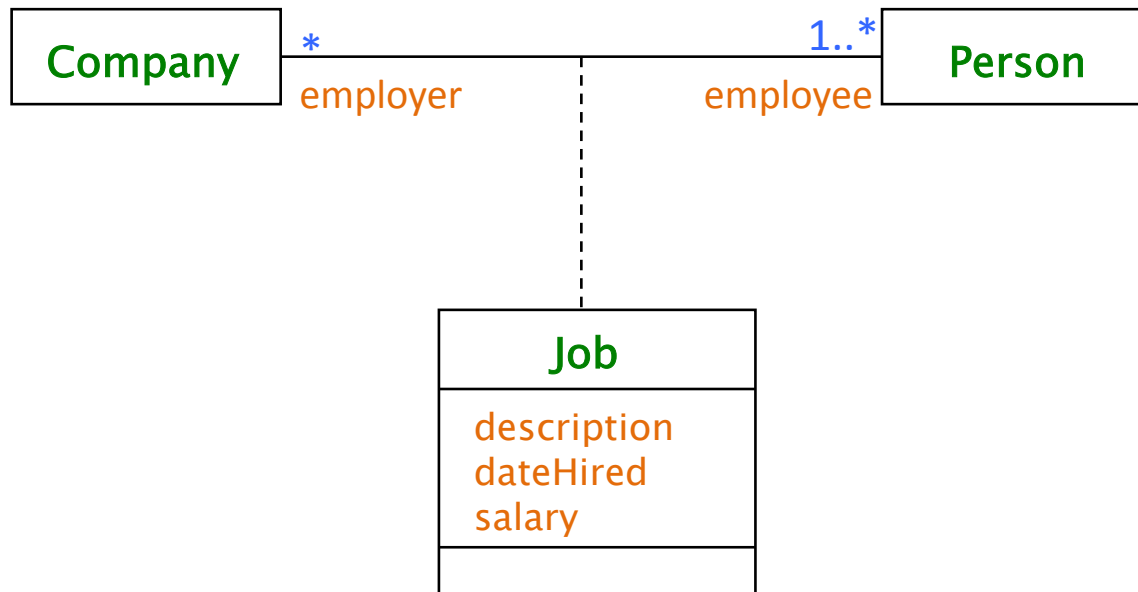 Company
*
1..*
Person
employer
employee
Job
description
dateHired
salary